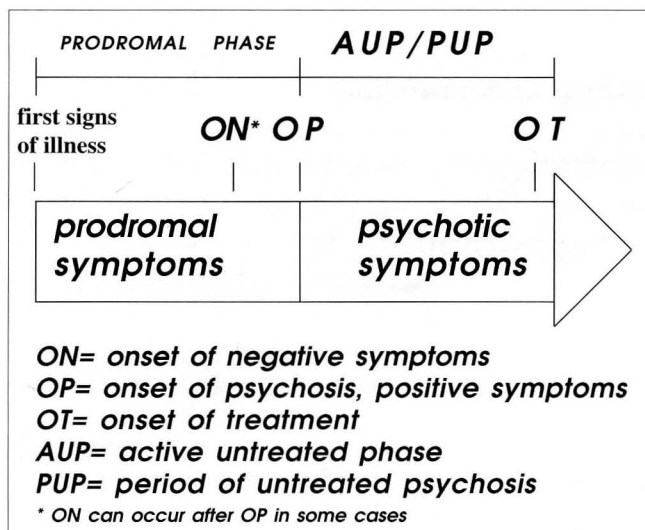 PRODROMAL PHASE AUP/PUP
first signs
of illness
ON* OP OT
prodromal
symptoms
psychotic
symptoms
ON= onset of negative symptoms
OP= onset of psychosis, positive symptoms
OT= onset of treatment
AUP= active untreated phase
PUP= period of untreated psychosis
* ON can occur after OP in some cases